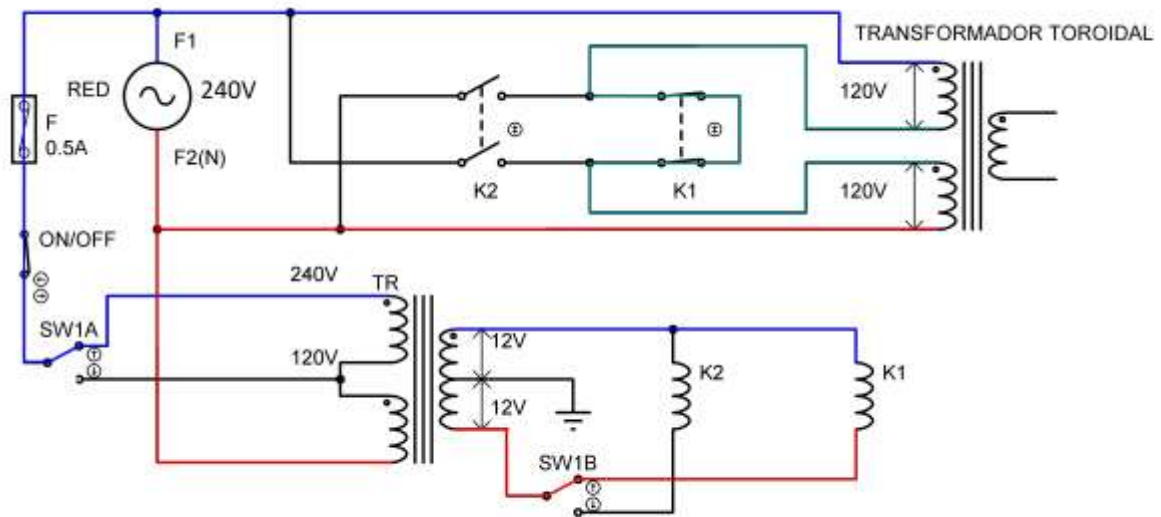 F1
TRANSFORMADOR TOROIDAL
RED
240V
120V
F
0.5A
F2(N)
K2
K1
120V
ON/OFF
240V
TR
SW1A
12V
120V
K2
K1
12V
SW1B